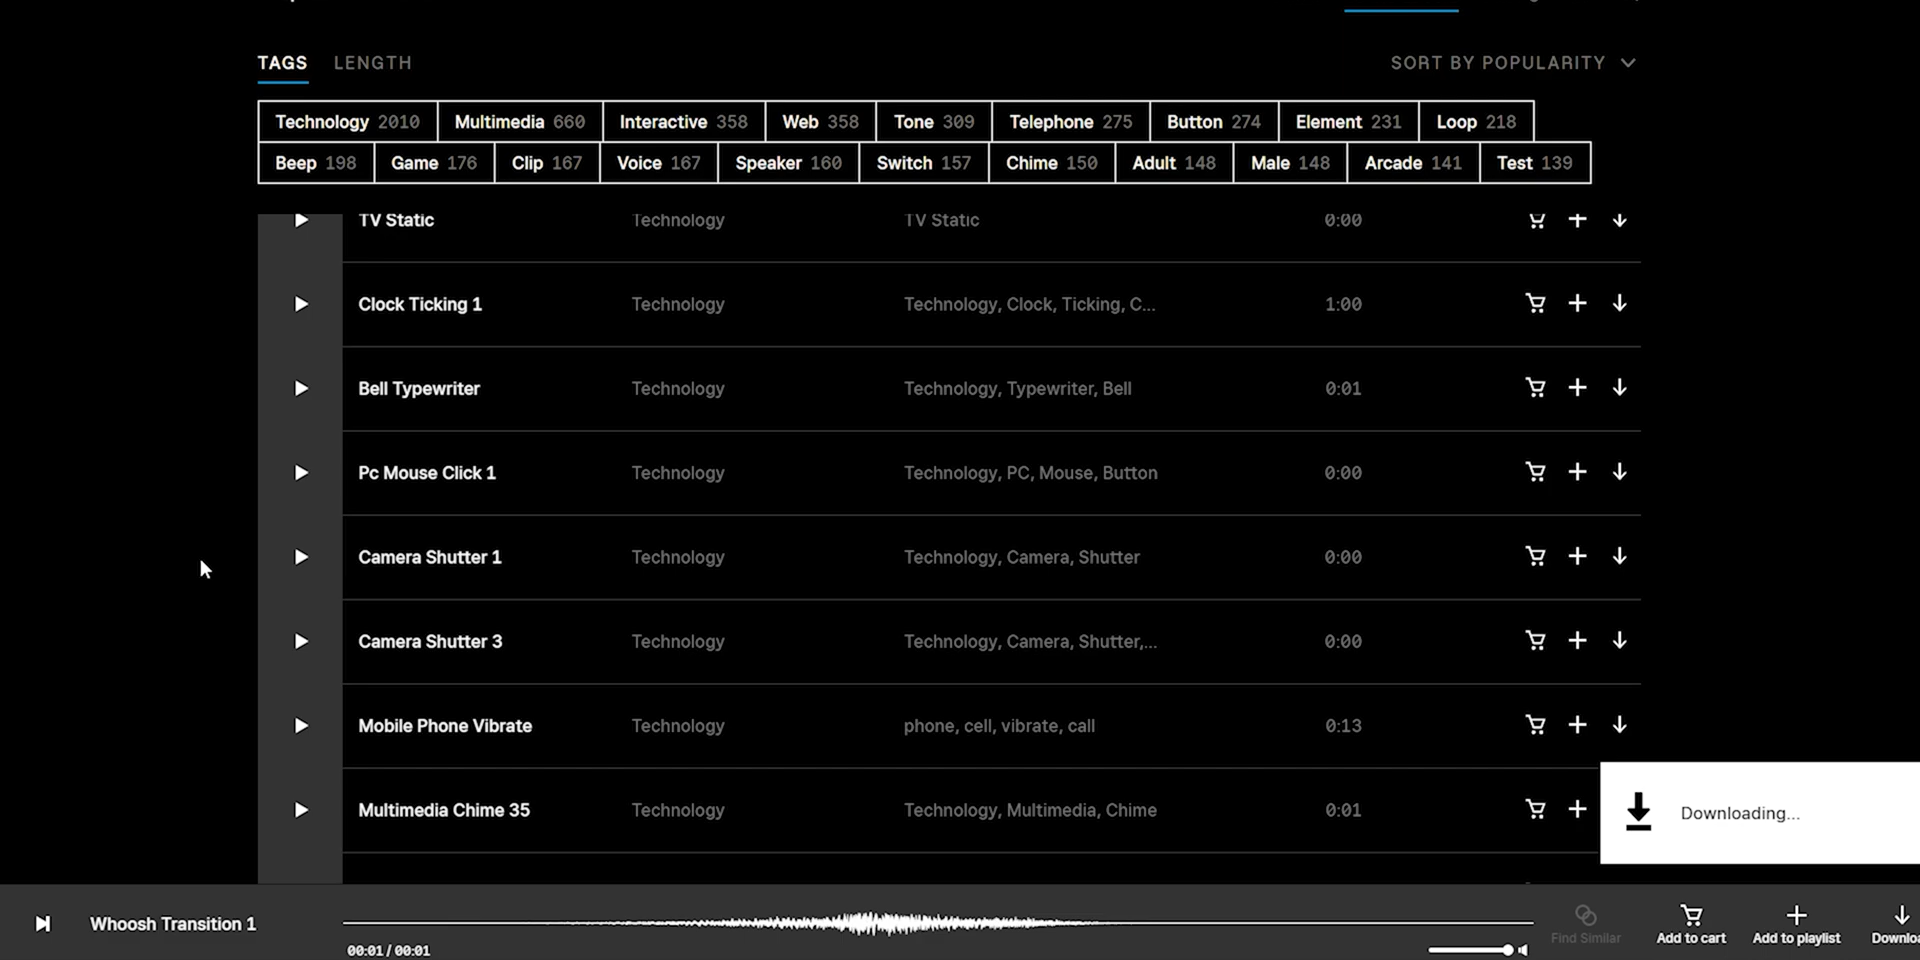 TAGS LENGTH SORT BY POPULARITY
Technology 2010 Multimedia 660 Interactive 358 Web 358 Tone 309 Telephone 275 Button 274 Element 231 Loop 218
Beep 198 Game 176 Clip 167 Voice 167 Speaker 160 Switch 157 Chime 150 Adult 148 Male 148 Arcade 141 Test 139
TV Static Technology TV Static 0:00
Clock Ticking 1 Technology Technology, Clock, Ticking, C... 1:00
Bell Typewriter Technology Technology, Typewriter, Bell 0:01
Pc Mouse Click 1 Technology Technology, PC, Mouse, Button 0:00
Camera Shutter 1 Technology Technology, Camera, Shutter 0:00
Camera Shutter 3 Technology Technology, Camera, Shutter,... 0:00
Mobile Phone Vibrate Technology phone, cell, vibrate, call 0:13
Multimedia Chime 35 Technology Technology, Multimedia, Chime 0:01
Downloading...
Whoosh Transition 1
00:01 / 00:01
Find Similar Add to cart Add to playlist Downloa